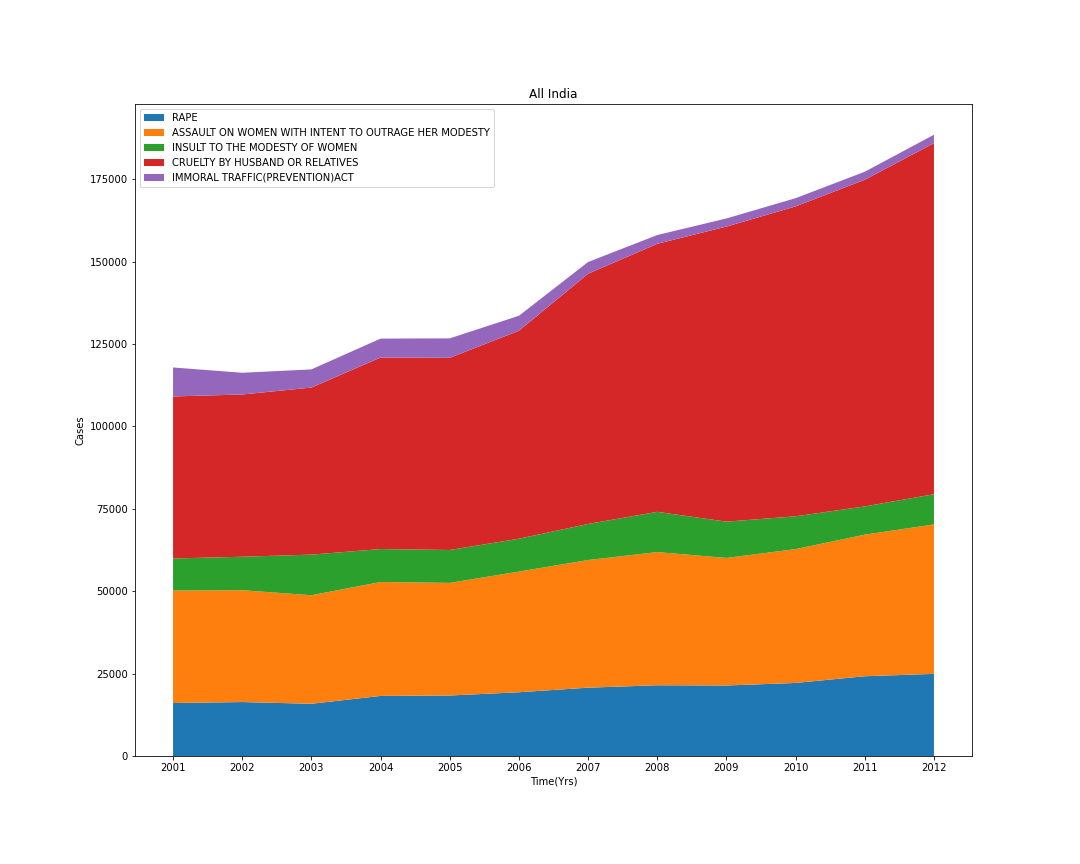 All India
RAPE
ASSAULT ON WOMEN WITH INTENT TO OUTRAGE HER MODESTY
INSULT TO THE MODESTY OF WOMEN
CRUELTY BY HUSBAND OR RELATIVES
IMMORAL TRAFFIC(PREVENTION)ACT
175000
150000
125000
100000
75000
50000
25000
0
Cases
2001 2002 2003 2004 2005 2006 2007 2008 2009 2010 2011 2012
Time(Yrs)